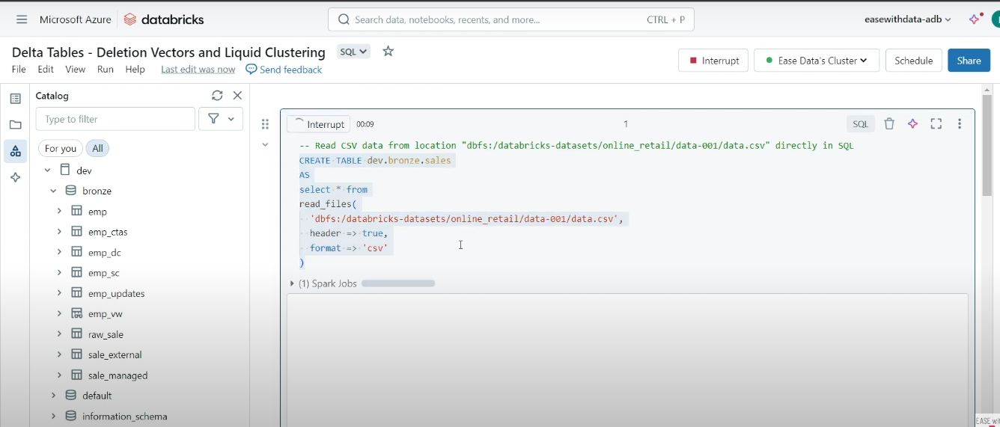 Microsoft Azure databricks Search data, notebooks, recents, and more... CTRL + P easewithdata-adb
Delta Tables - Deletion Vectors and Liquid Clustering SQL
File Edit View Run Help Last edit was now Send feedback
Interrupt Ease Data's Cluster Schedule Share
Catalog
Type to filter
For you All
dev
bronze
emp
emp_ctas
emp_dc
emp_sc
emp_updates
emp_vw
raw_sale
sale_external
sale_managed
default
information_schema
Interrupt 00:09 1 SQL
-- Read CSV data from location "dbfs:/databricks-datasets/online_retail/data-001/data.csv" directly in SQL
CREATE TABLE dev.bronze.sales
AS
select * from
read_files(
'dbfs:/databricks-datasets/online_retail/data-001/data.csv',
header => true,
format => 'csv'
)
(1) Spark Jobs